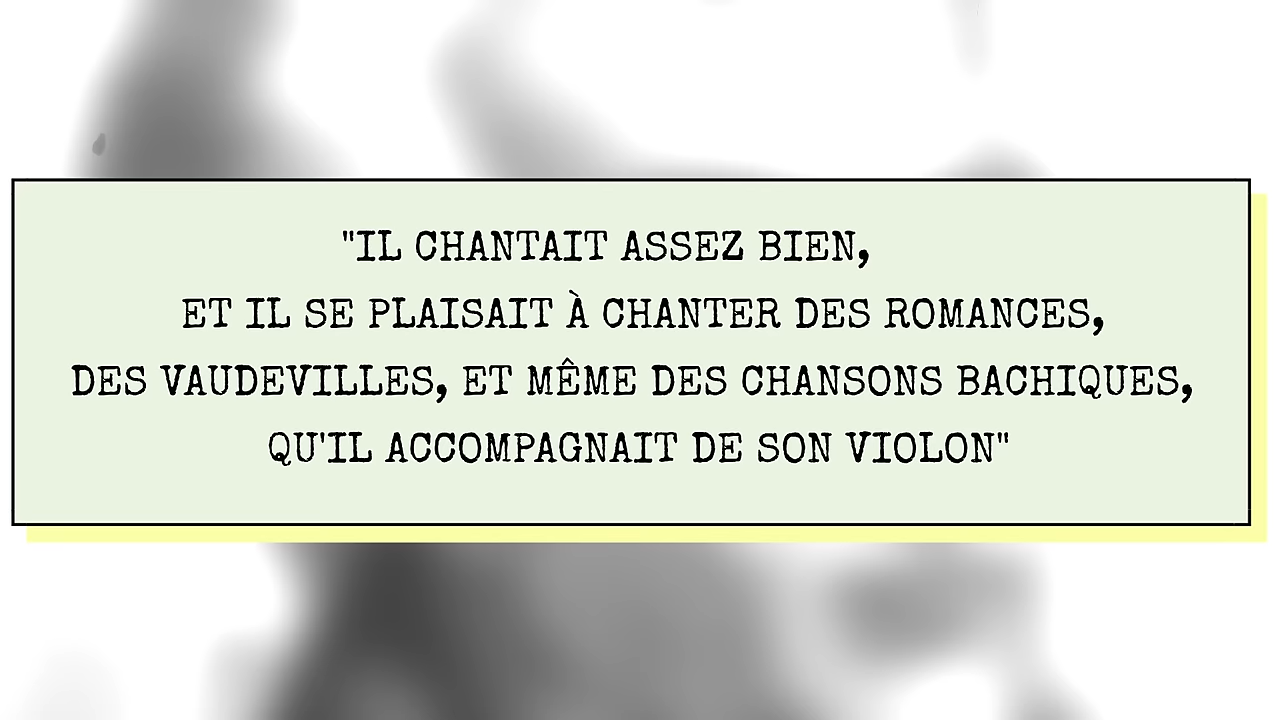 "IL CHANTAIT ASSEZ BIEN,
ET IL SE PLAISAIT À CHANTER DES ROMANCES,
DES VAUDEVILLES, ET MÊME DES CHANSONS BACHIQUES,
QU'IL ACCOMPAGNAIT DE SON VIOLON"